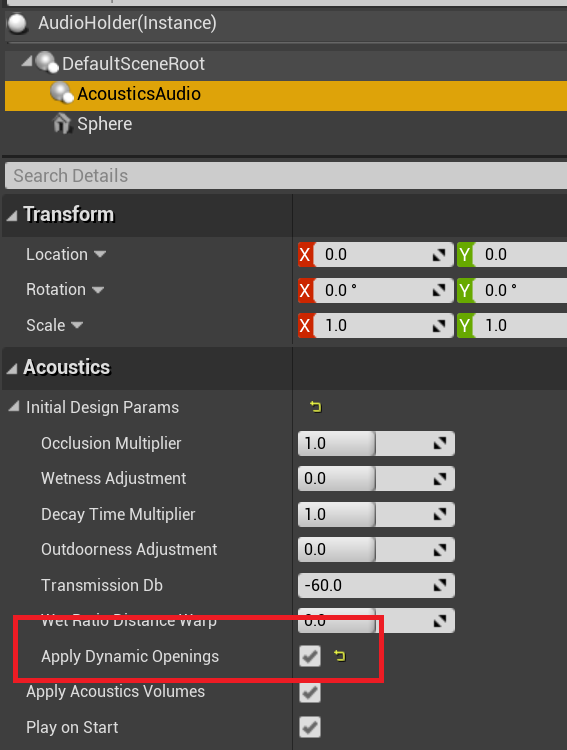 AudioHolder(Instance)
DefaultSceneRoot
AcousticsAudio
Sphere
Search Details
Transform
Location X 0.0 Y 0.0
Rotation X 0.0 ° Y 0.0 °
Scale X 1.0 Y 1.0
Acoustics
Initial Design Params
Occlusion Multiplier 1.0
Wetness Adjustment 0.0
Decay Time Multiplier 1.0
Outdoorness Adjustment 0.0
Transmission Db -60.0
Wet Ratio Distance Warp 0.0
Apply Dynamic Openings
Apply Acoustics Volumes
Play on Start